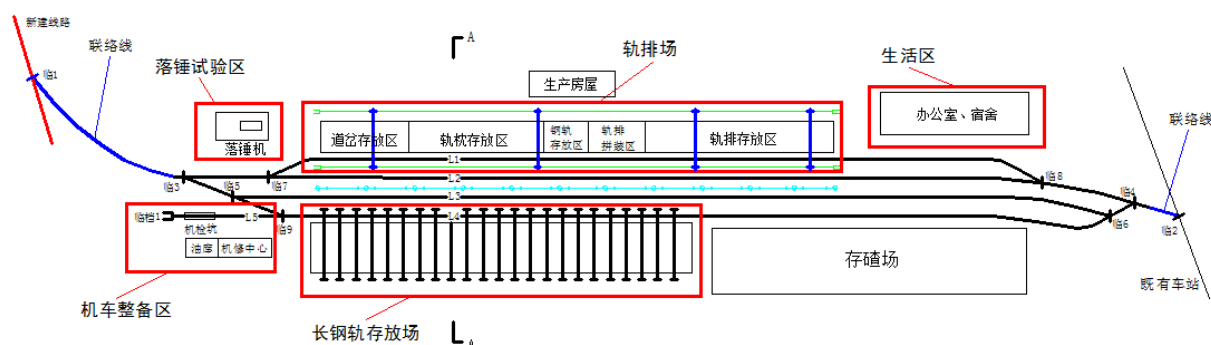 新建线路
联络线
临1
落锤试验区
落锤机
A
轨排场
生产房屋
生活区
办公室、宿舍
联络线
道岔存放区
轨枕存放区
钢轨
存放区
轨排
拼装区
轨排存放区
L1
L2
L3
L4
L5
临3
临5
临7
临8
临4
临2
临6
临9
临档1
机检坑
油库
机修中心
机车整备区
长钢轨存放场
存碴场
既有车站
A